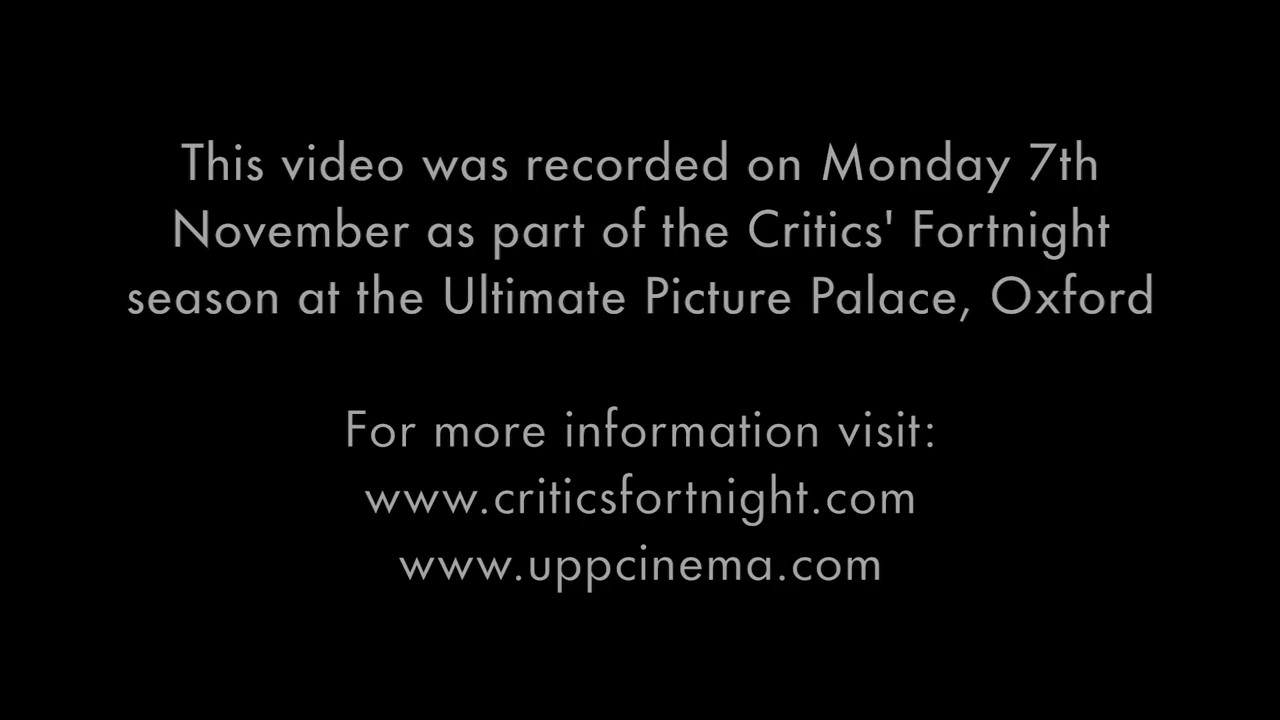 This video was recorded on Monday 7th
November as part of the Critics' Fortnight
season at the Ultimate Picture Palace, Oxford
For more information visit:
www.criticsfortnight.com
www.uppcinema.com